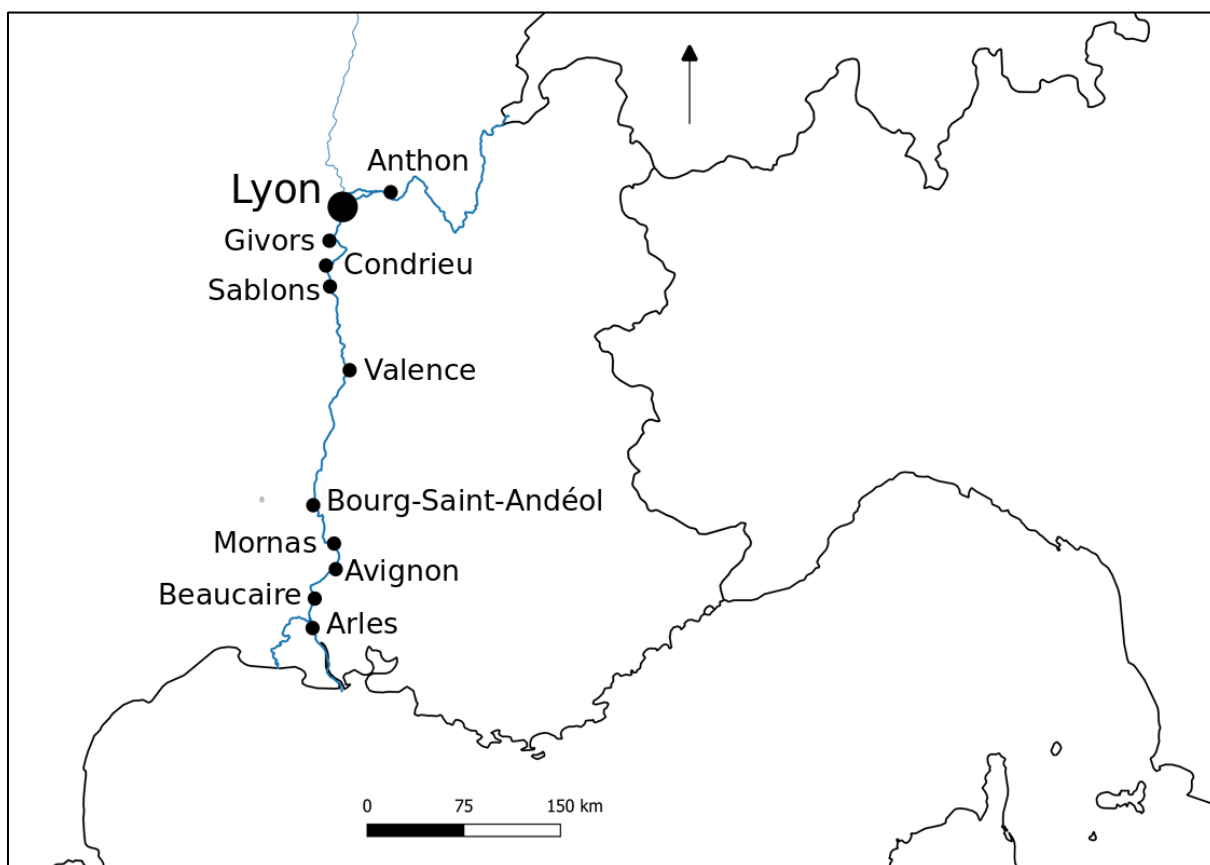 Anthon
Lyon
Givors
Condrieu
Sablons
Valence
Bourg-Saint-Andéol
Mornas
Avignon
Beaucaire
Arles
0 75 150 km